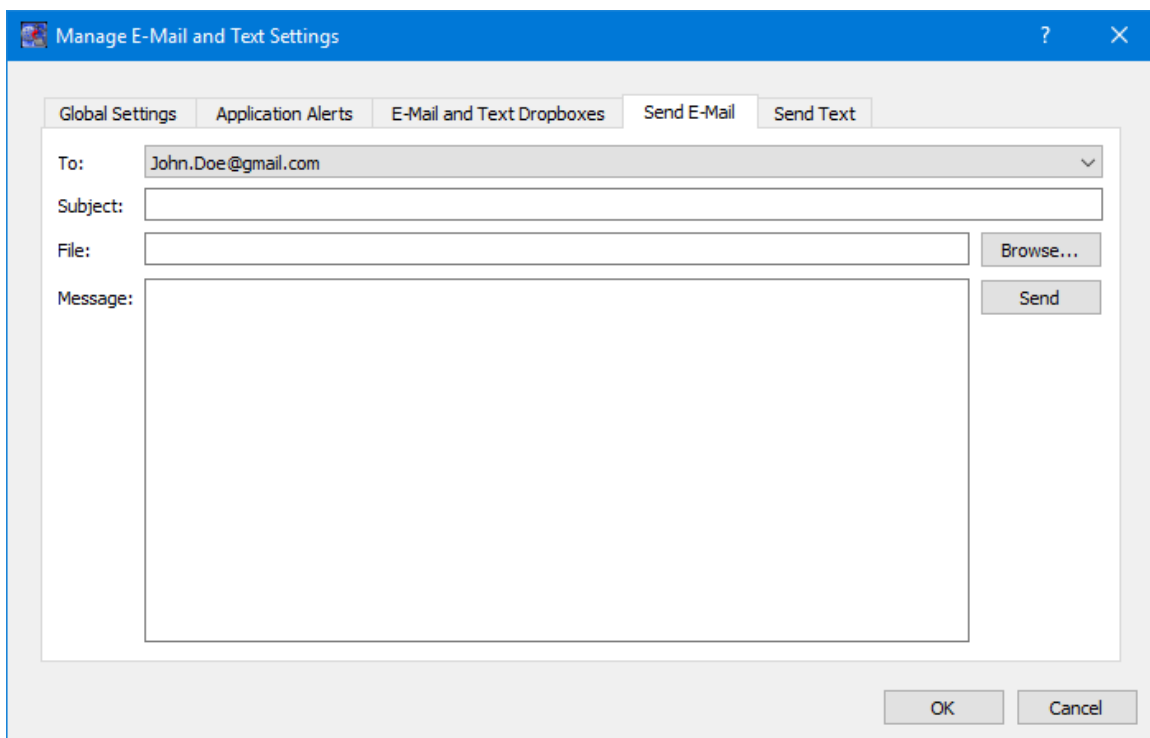 Manage E-Mail and Text Settings ?
Global Settings Application Alerts E-Mail and Text Dropboxes Send E-Mail Send Text
To: John.Doe@gmail.com
Subject:
File: Browse...
Message: Send
OK Cancel